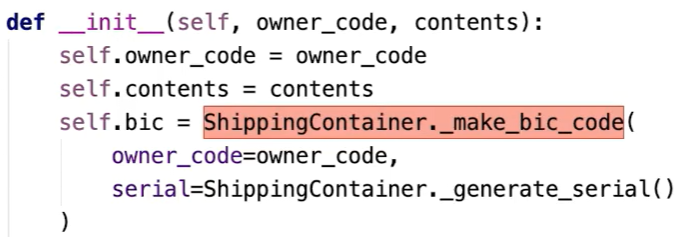 def __init__(self, owner_code, contents):
    self.owner_code = owner_code
    self.contents = contents
    self.bic = ShippingContainer._make_bic_code(
        owner_code=owner_code,
        serial=ShippingContainer._generate_serial()
    )